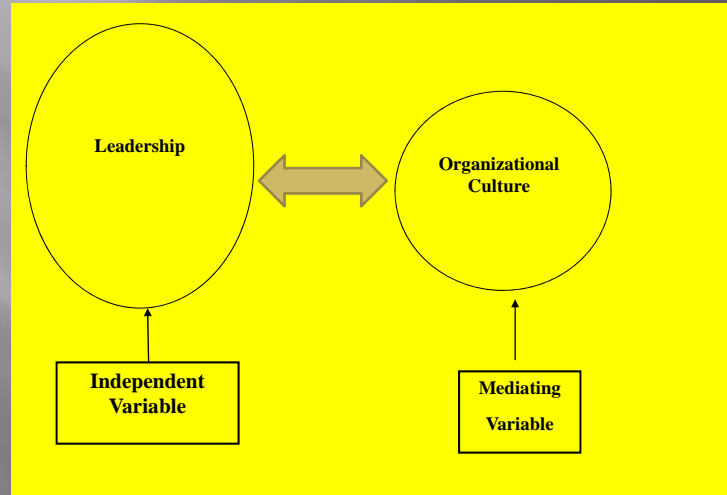 Leadership
Organizational
Culture
Independent
Variable
Mediating
Variable